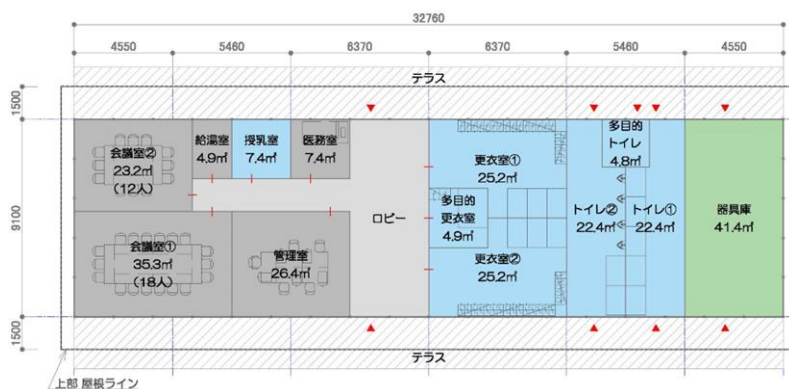 32760
4550
5460
6370
6370
5460
4550
テラス
1500
9100
1500
会議室②
23.2㎡
(12人)
給湯室
4.9㎡
授乳室
7.4㎡
医務室
7.4㎡
会議室①
35.3㎡
(18人)
管理室
26.4㎡
ロビー
更衣室①
25.2㎡
多目的
更衣室
4.9㎡
更衣室②
25.2㎡
多目的
トイレ
4.8㎡
トイレ②
22.4㎡
トイレ①
22.4㎡
器具庫
41.4㎡
テラス
上部 屋根ライン